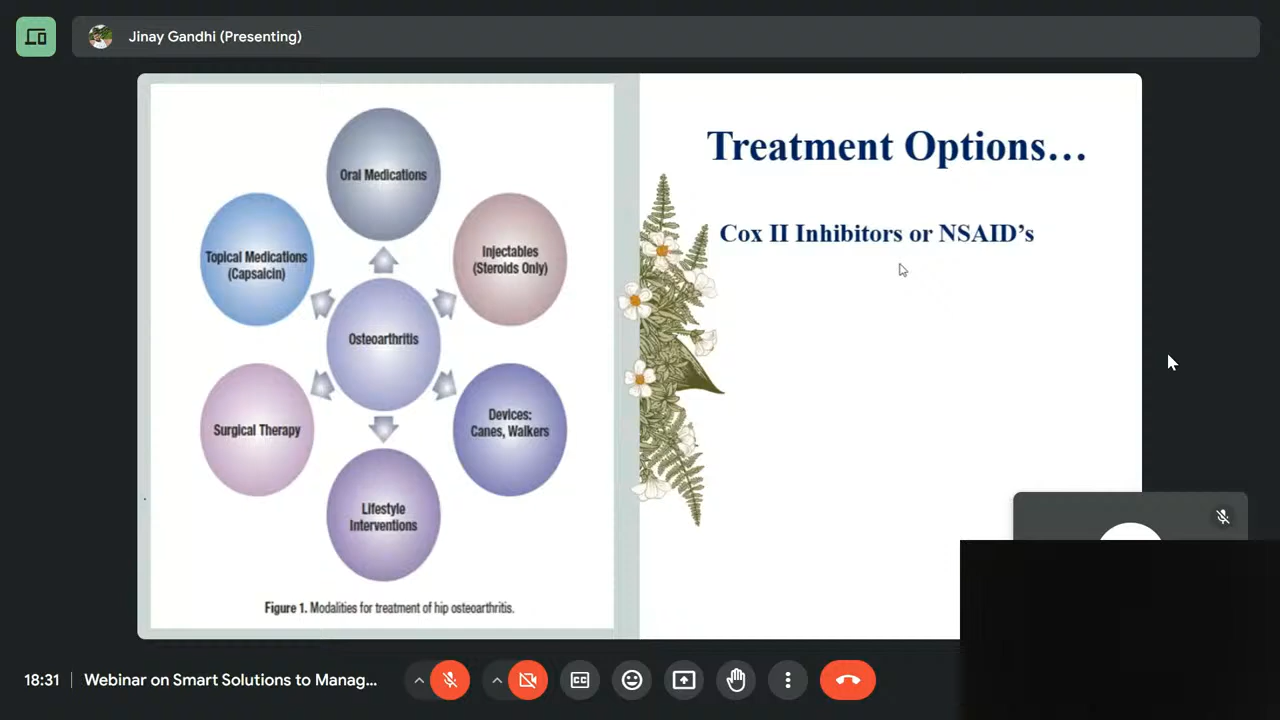 Jinay Gandhi (Presenting)
Oral Medications
Topical Medications
(Capsaicin)
Injectables
(Steroids Only)
Osteoarthritis
Surgical Therapy
Devices:
Canes, Walkers
Lifestyle
Interventions
Figure 1. Modalities for treatment of hip osteoarthritis.
Treatment Options…
Cox II Inhibitors or NSAID’s
18:31
Webinar on Smart Solutions to Manag...
CC